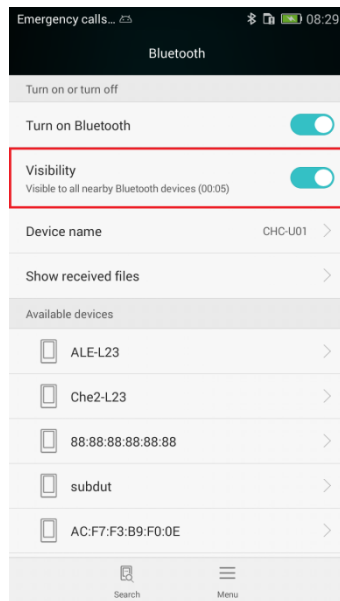 Emergency calls... 08:29
Bluetooth
Turn on or turn off
Turn on Bluetooth
Visibility
Visible to all nearby Bluetooth devices (00:05)
Device name CHC-U01
Show received files
Available devices
ALE-L23
Che2-L23
88:88:88:88:88:88
subdut
AC:F7:F3:B9:F0:0E
Search Menu